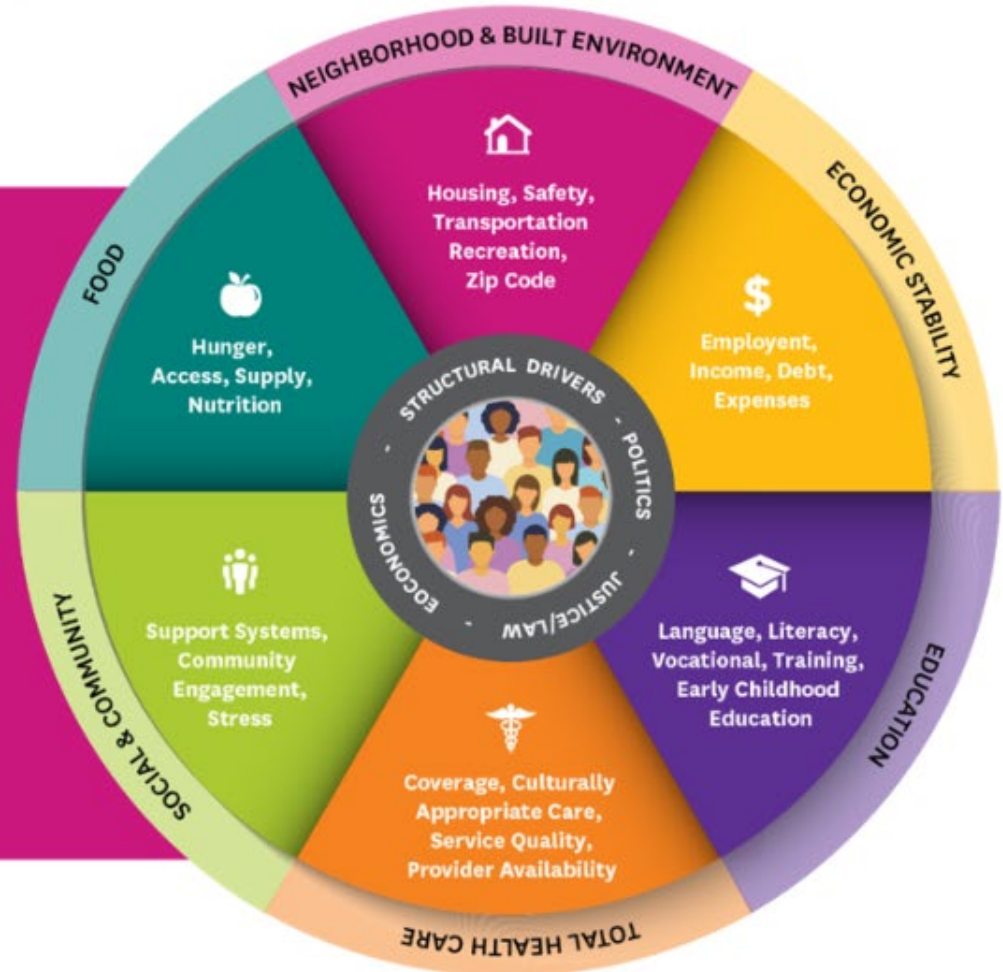 NEIGHBORHOOD & BUILT ENVIRONMENT
Housing, Safety,
Transportation
Recreation,
Zip Code
ECONOMIC STABILITY
$
Employent,
Income, Debt,
Expenses
EDUCATION
Language, Literacy,
Vocational, Training,
Early Childhood
Education
TOTAL HEALTH CARE
Coverage, Culturally
Appropriate Care,
Service Quality,
Provider Availability
SOCIAL & COMMUNITY
Support Systems,
Community
Engagement,
Stress
FOOD
Hunger,
Access, Supply,
Nutrition
- STRUCTURAL DRIVERS - POLITICS - JUSTICE/LAW - EOCONOMICS